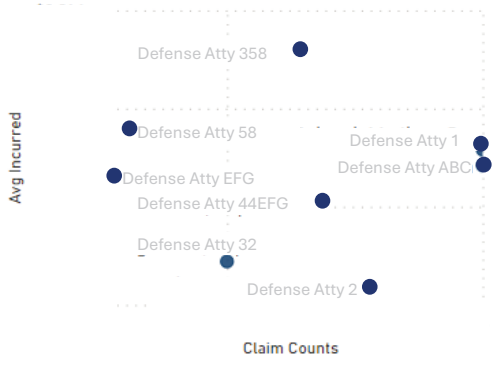 Defense Atty 358
Defense Atty 58
Defense Atty 1
Defense Atty ABC
Defense Atty EFG
Defense Atty 44EFG
Defense Atty 32
Defense Atty 2
Avg Incurred
Claim Counts